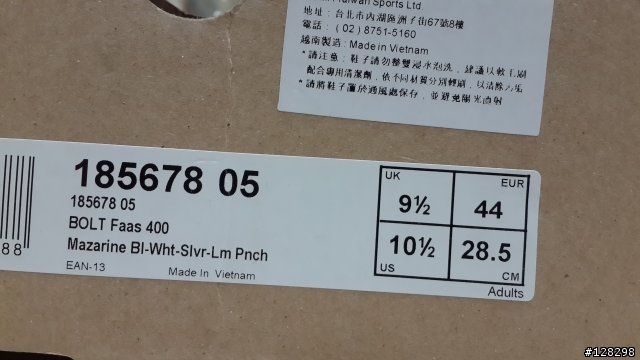 Taiwan Sports Ltd.
地址：台北市內湖區洲子街67號8樓
電話：(02) 8751-5160
越南製造：Made in Vietnam
*請注意：鞋子請勿整雙浸水泡洗，建議以軟毛刷
配合專用清潔劑，依不同材質分別輕刷，以清除污垢
*請將鞋子置於通風處保存，並避免陽光直射
185678 05
185678 05
BOLT Faas 400
Mazarine Bl-Wht-Slvr-Lm Pnch
EAN-13
Made In Vietnam
88
UK
EUR
9½
44
10½
28.5
US
CM
Adults
#128298